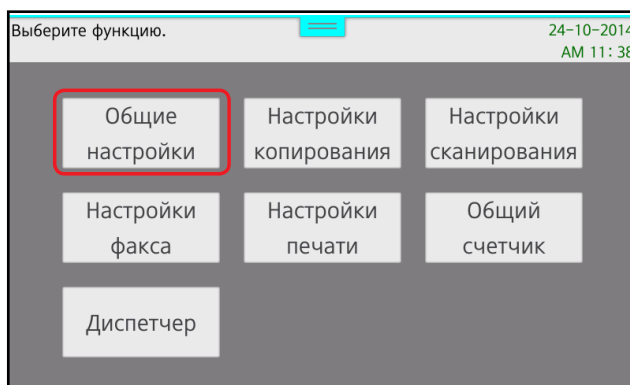 Выберите функцию.
24-10-2014
AM 11: 38
Общие
настройки
Настройки
копирования
Настройки
сканирования
Настройки
факса
Настройки
печати
Общий
счетчик
Диспетчер